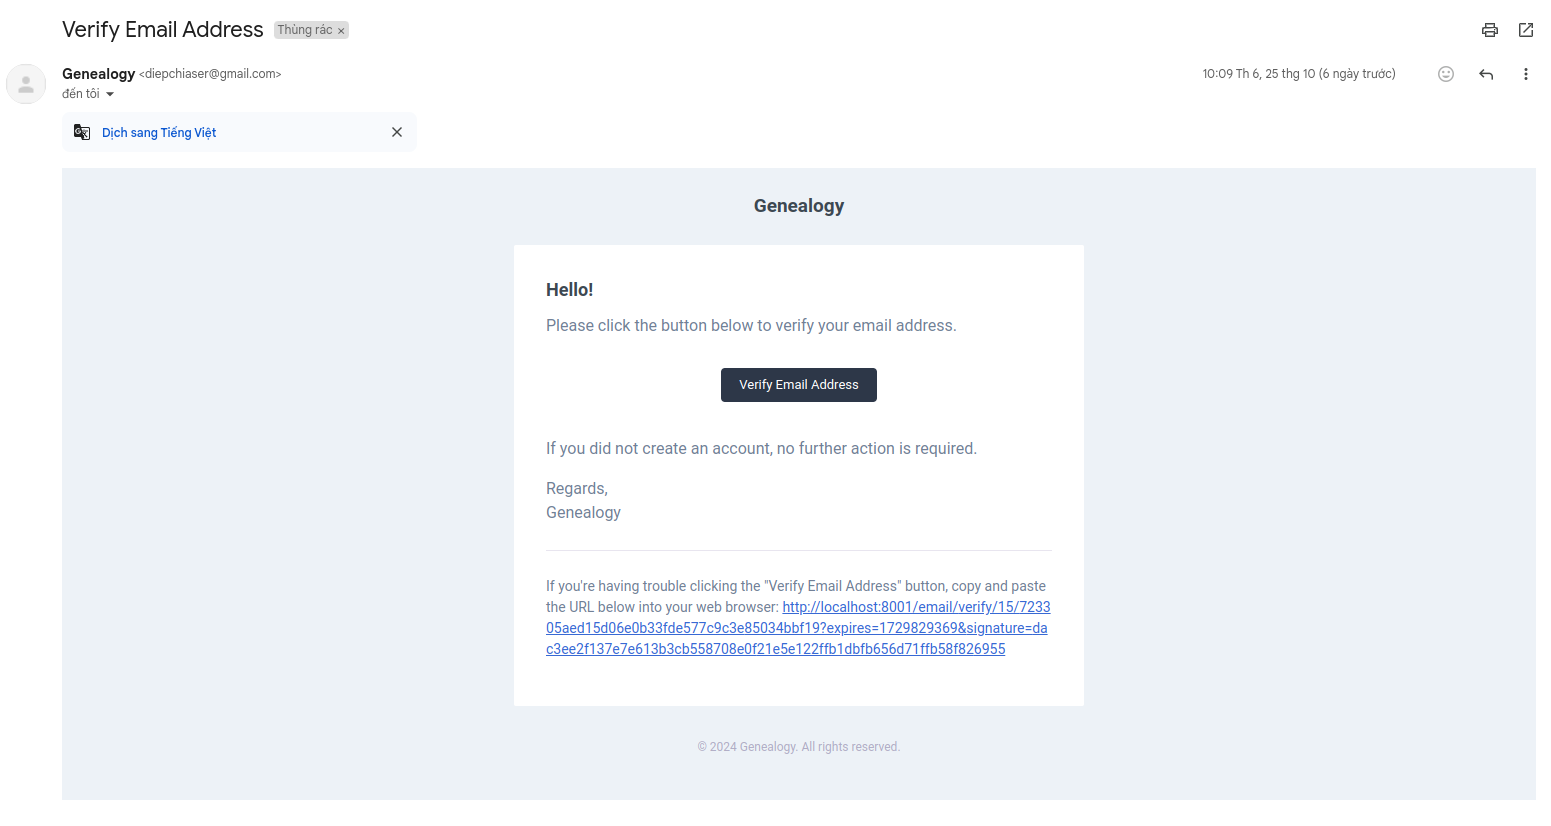 Verify Email Address Thùng rác ×
Genealogy <diepchiaser@gmail.com> 10:09 Th 6, 25 thg 10 (6 ngày trước)
đến tôi
Dịch sang Tiếng Việt
Genealogy
Hello!
Please click the button below to verify your email address.
Verify Email Address
If you did not create an account, no further action is required.
Regards,
Genealogy
If you're having trouble clicking the "Verify Email Address" button, copy and paste
the URL below into your web browser: http://localhost:8001/email/verify/15/7233
05aed15d06e0b33fde577c9c3e85034bbf19?expires=1729829369&signature=da
c3ee2f137e7e613b3cb558708e0f21e5e122ffb1dbfb656d71ffb58f826955
© 2024 Genealogy. All rights reserved.